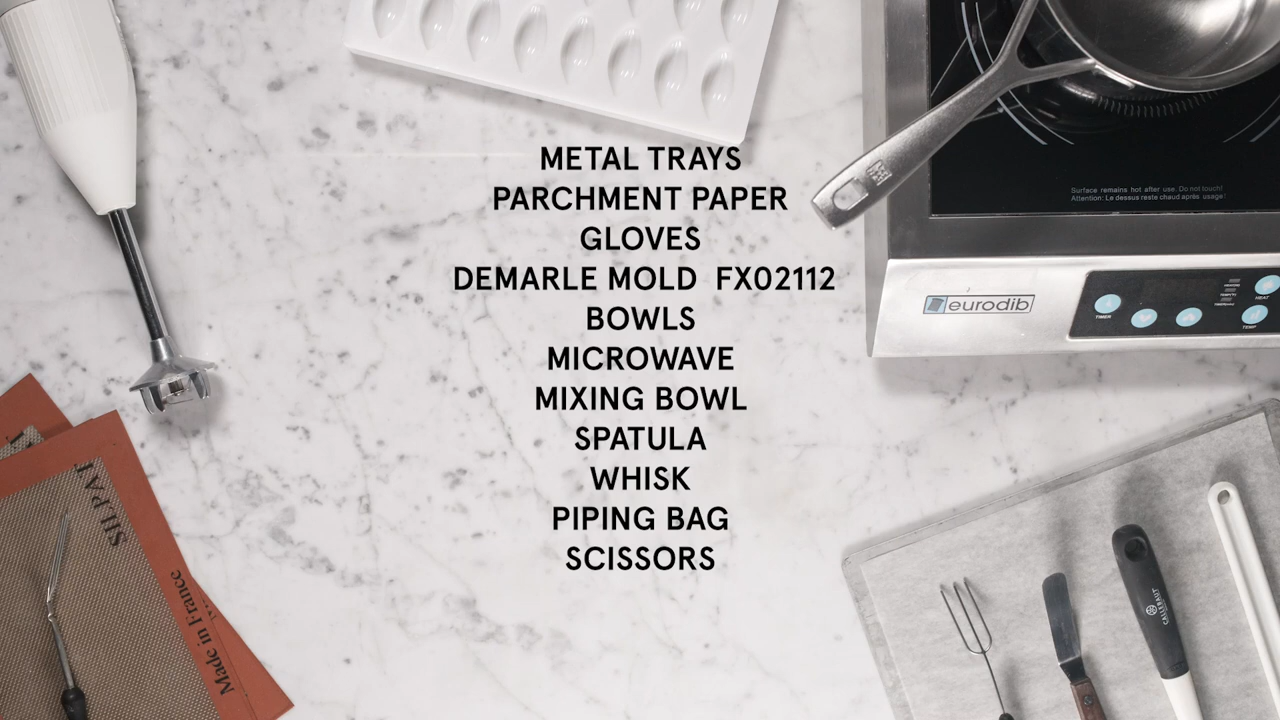 METAL TRAYS
PARCHMENT PAPER
GLOVES
DEMARLE MOLD  FX02112
BOWLS
MICROWAVE
MIXING BOWL
SPATULA
WHISK
PIPING BAG
SCISSORS
Surface remains hot after use. Do not touch!
Attention: Le dessus reste chaud après usage!
eurodib
TIMER
HEAT
TEMP
SILPAT
Made in France
CALLEBAUT